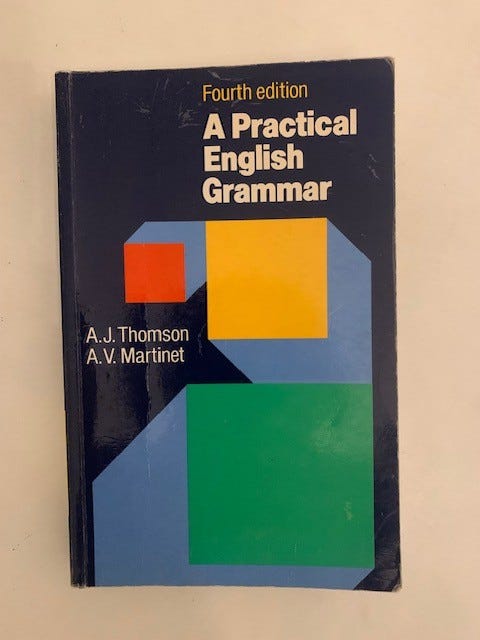 Fourth edition
A Practical
English
Grammar
A.J. Thomson
A.V. Martinet